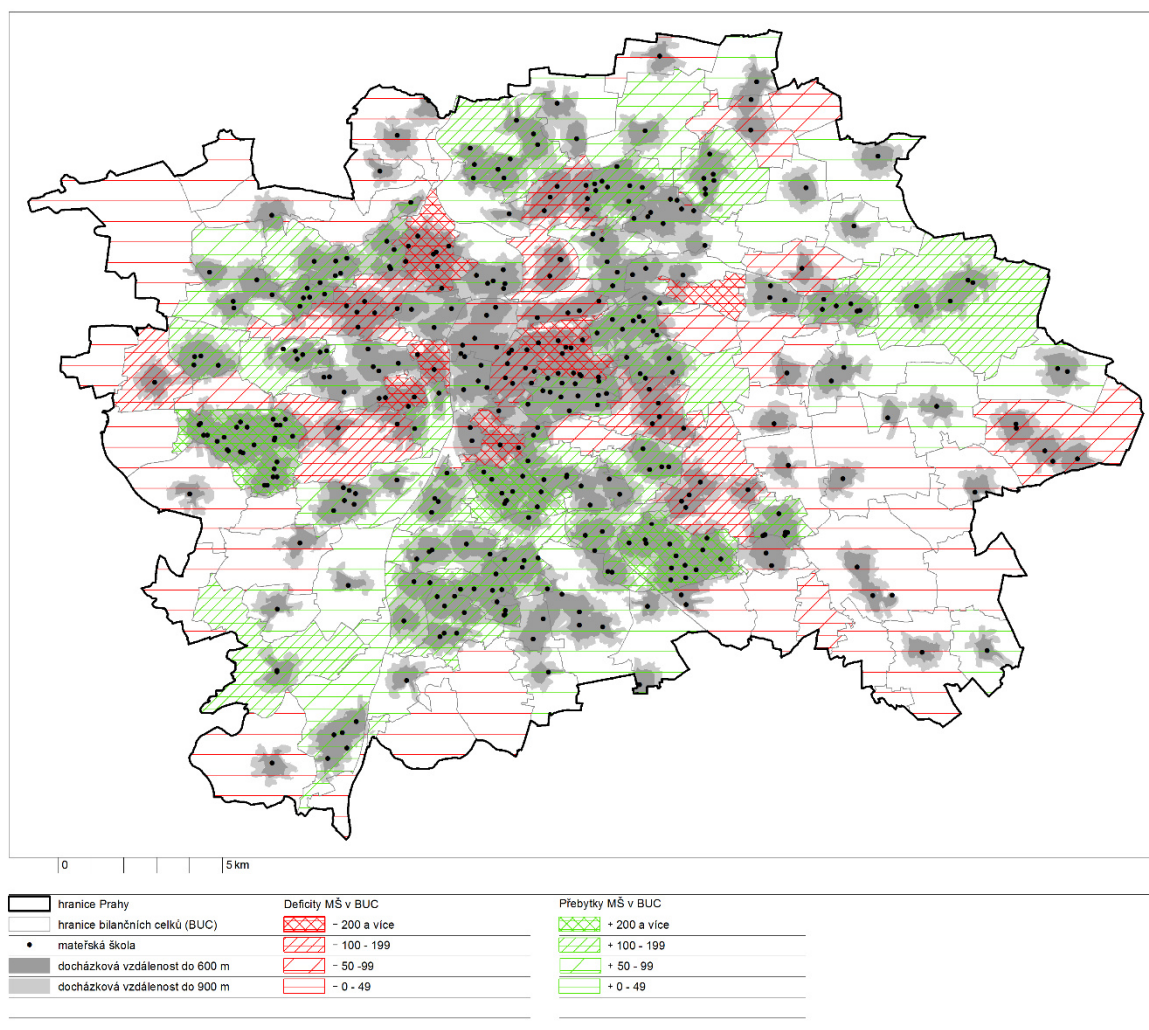 0 5 km
hranice Prahy
hranice bilančních celků (BUC)
mateřská škola
docházková vzdálenost do 600 m
docházková vzdálenost do 900 m
Deficity MŠ v BUC
- 200 a více
- 100 - 199
- 50 -99
- 0 - 49
Přebytky MŠ v BUC
+ 200 a více
+ 100 - 199
+ 50 - 99
+ 0 - 49